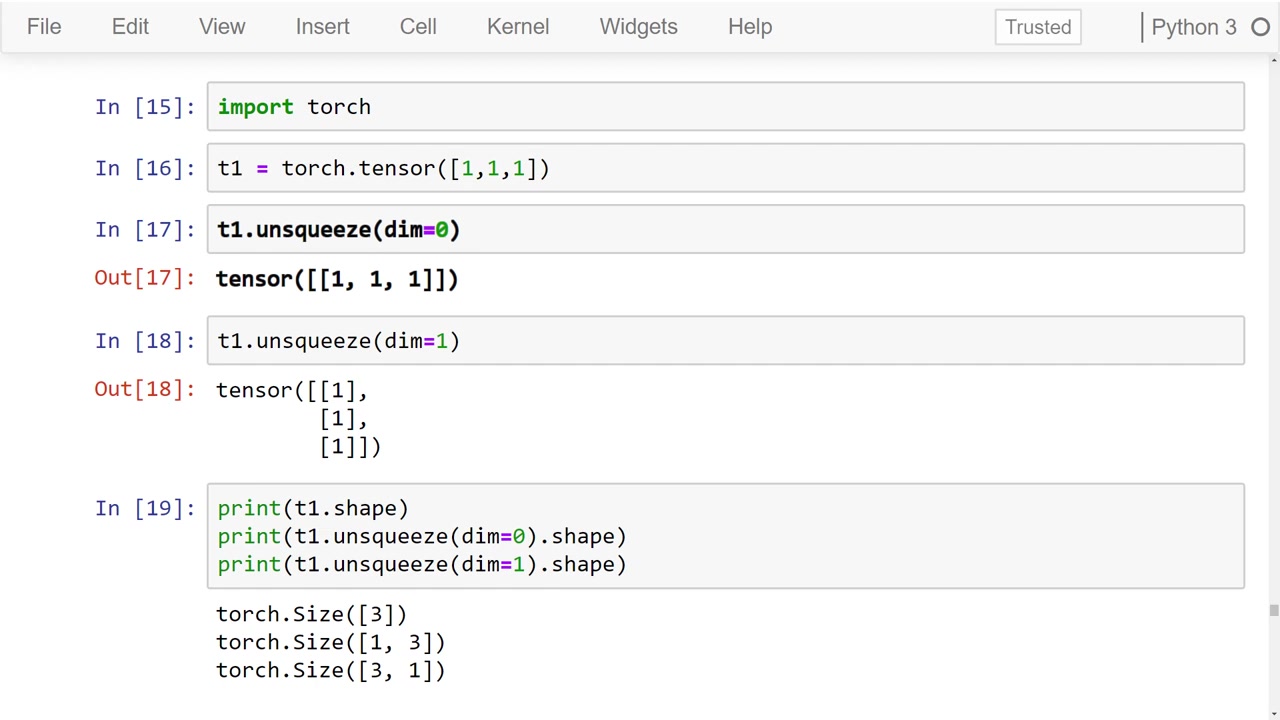 File Edit View Insert Cell Kernel Widgets Help Trusted Python 3
In [15]: import torch
In [16]: t1 = torch.tensor([1,1,1])
In [17]: t1.unsqueeze(dim=0)
Out[17]: tensor([[1, 1, 1]])
In [18]: t1.unsqueeze(dim=1)
Out[18]: tensor([[1],
[1],
[1]])
In [19]: print(t1.shape)
print(t1.unsqueeze(dim=0).shape)
print(t1.unsqueeze(dim=1).shape)
torch.Size([3])
torch.Size([1, 3])
torch.Size([3, 1])